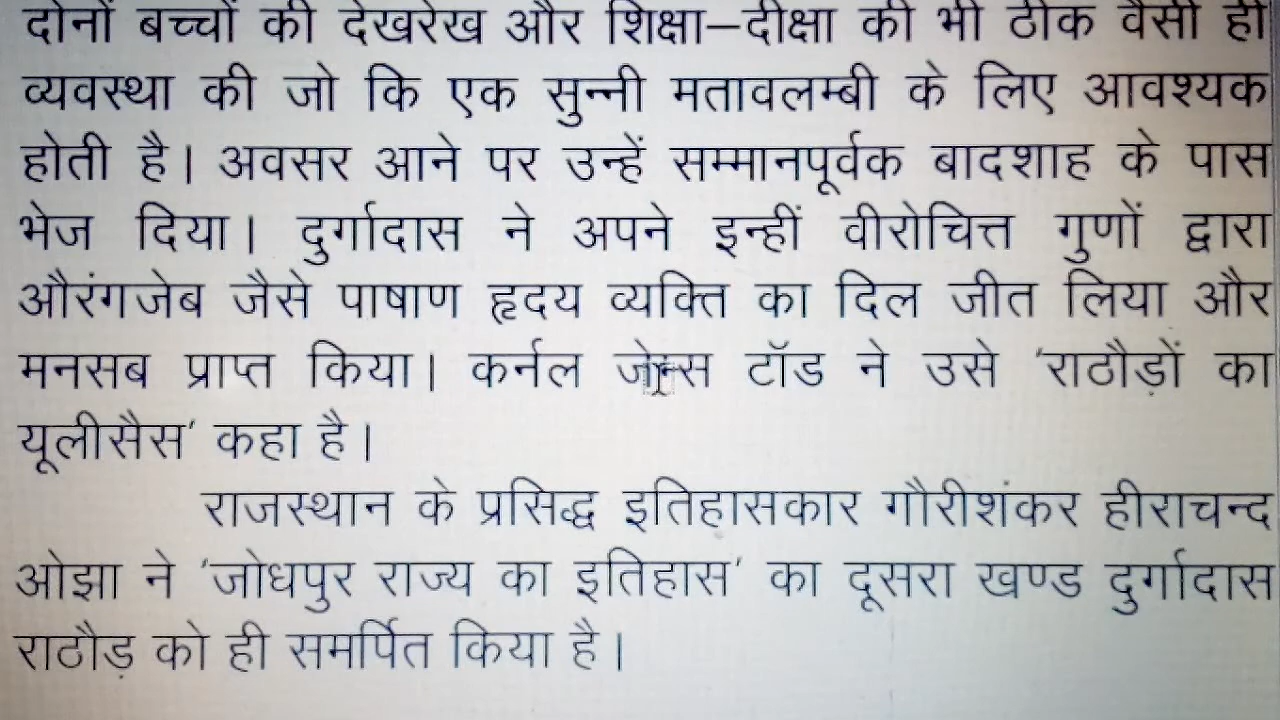 दोनों बच्चों की देखरेख और शिक्षा–दीक्षा की भी ठीक वैसी ही
व्यवस्था की जो कि एक सुन्नी मतावलम्बी के लिए आवश्यक
होती है। अवसर आने पर उन्हें सम्मानपूर्वक बादशाह के पास
भेज दिया। दुर्गादास ने अपने इन्हीं वीरोचित्त गुणों द्वारा
औरंगजेब जैसे पाषाण हृदय व्यक्ति का दिल जीत लिया और
मनसब प्राप्त किया। कर्नल टॉड ने उसे 'राठौड़ों का
यूलीसैस' कहा है।
राजस्थान के प्रसिद्ध इतिहासकार गौरीशंकर हीराचन्द
ओझा ने 'जोधपुर राज्य का इतिहास' का दूसरा खण्ड दुर्गादास
राठौड़ को ही समर्पित किया है।